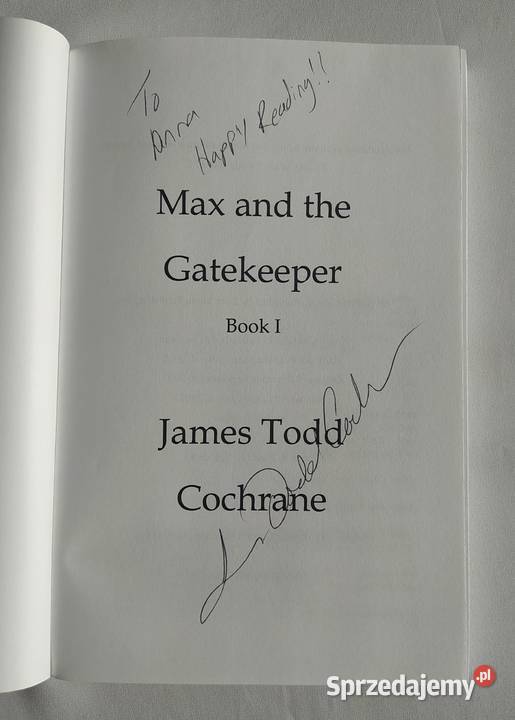 To
Anna
Happy Reading!!
Max and the
Gatekeeper
Book I
James Todd
Cochrane
Sprzedajemy.pl